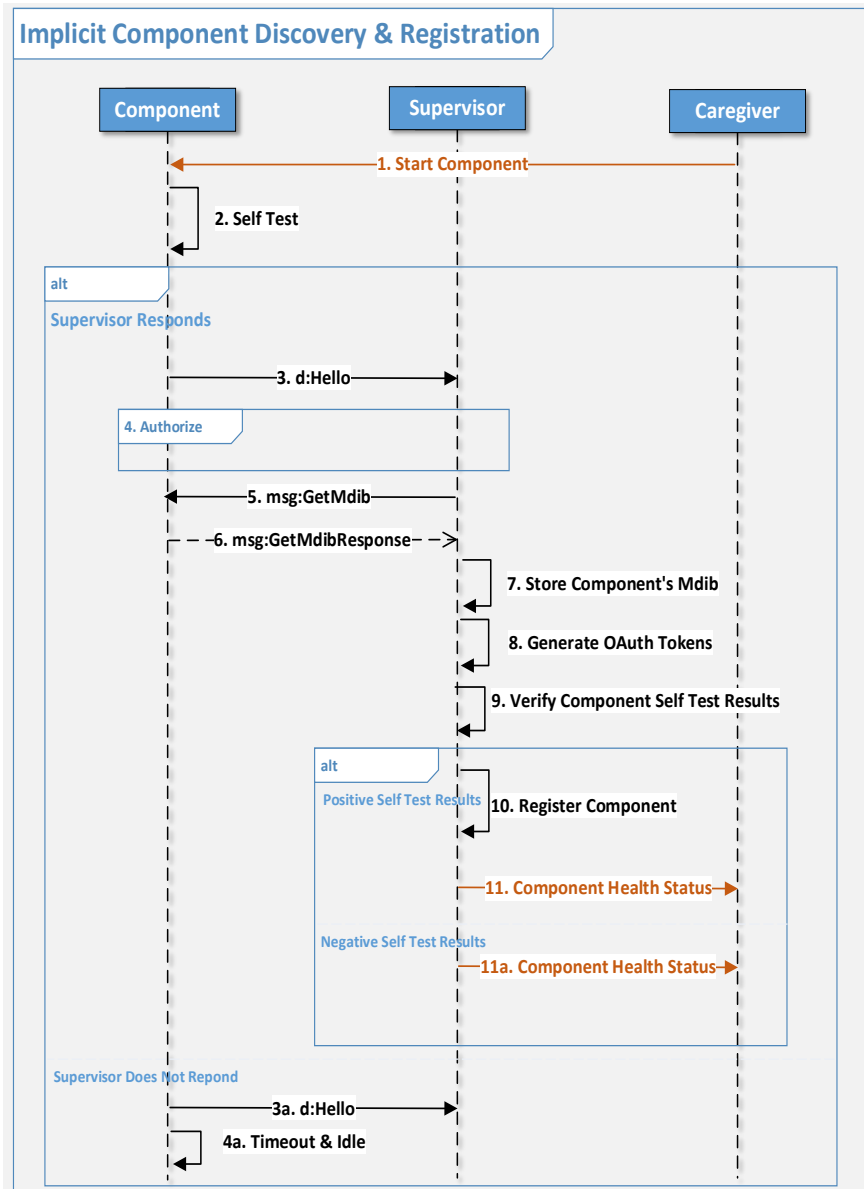 Implicit Component Discovery & Registration
Component
Supervisor
Caregiver
1. Start Component
2. Self Test
alt
Supervisor Responds
3. d:Hello
4. Authorize
5. msg:GetMdib
6. msg:GetMdibResponse
7. Store Component's Mdib
8. Generate OAuth Tokens
9. Verify Component Self Test Results
alt
Positive Self Test Results
10. Register Component
11. Component Health Status
Negative Self Test Results
11a. Component Health Status
Supervisor Does Not Repond
3a. d:Hello
4a. Timeout & Idle